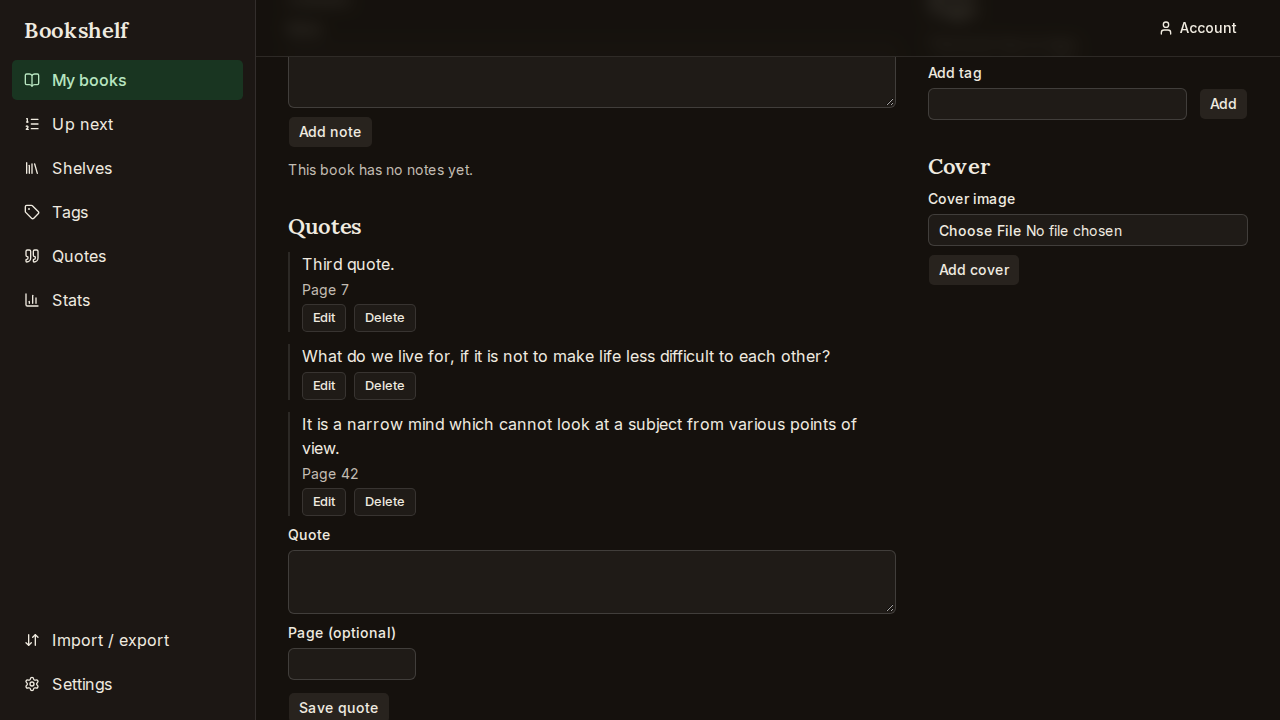 Bookshelf
My books
Up next
Shelves
Tags
Quotes
Stats
Import / export
Settings
Account
Add note
This book has no notes yet.
Quotes
Third quote.
Page 7
Edit
Delete
What do we live for, if it is not to make life less difficult to each other?
Edit
Delete
It is a narrow mind which cannot look at a subject from various points of
view.
Page 42
Edit
Delete
Quote
Page (optional)
Save quote
Add tag
Add
Cover
Cover image
Choose File No file chosen
Add cover